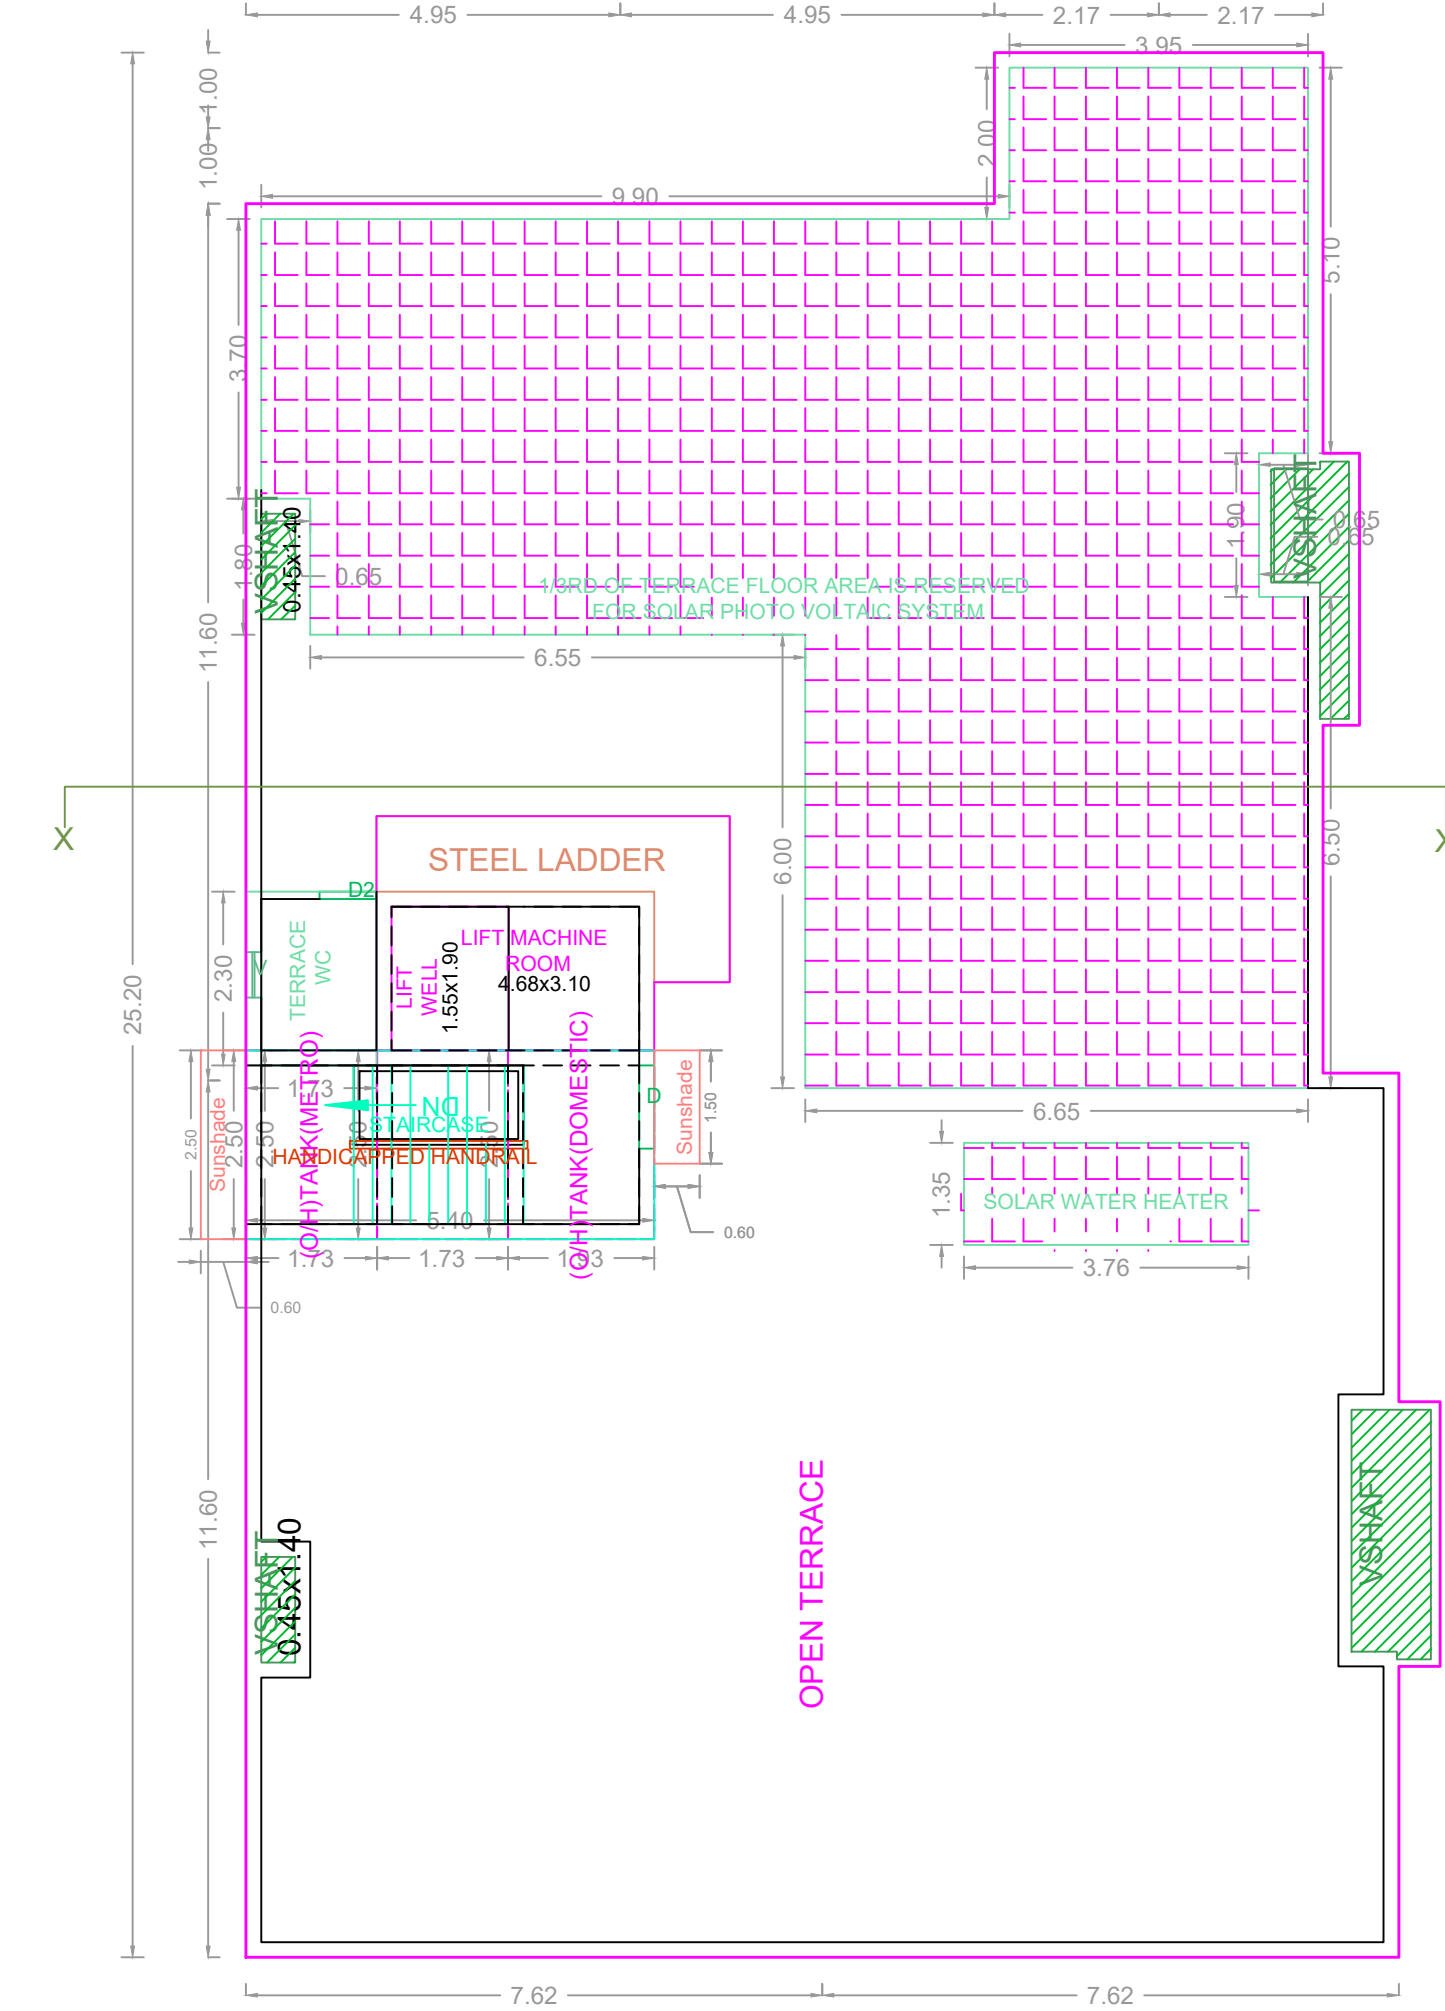 4.95
4.95
2.17
2.17
3.95
1.00
1.00
2.00
9.90
5.10
3.70
VSHAFT
0.45x1.40
1.80
0.65
1.90
VSHAFT
0.65
0.65
1/3RD OF TERRACE FLOOR AREA IS RESERVED
FOR SOLAR PHOTO VOLTAIC SYSTEM
11.60
6.55
X
X
6.00
6.50
STEEL LADDER
D2
25.20
2.30
V
TERRACE
WC
LIFT
WELL
1.55x1.90
LIFT MACHINE
ROOM
4.68x3.10
1.73
DN
STAIRCASE
HANDICAPPED HANDRAIL
(O/H)TANK(METRO)
(O/H)TANK(DOMESTIC)
D
Sunshade
1.50
2.50
Sunshade
2.50
2.50
5.40
0.60
1.73
1.73
1.93
0.60
6.65
1.35
SOLAR WATER HEATER
3.76
11.60
VSHAFT
0.45x1.40
OPEN TERRACE
VSHAFT
7.62
7.62